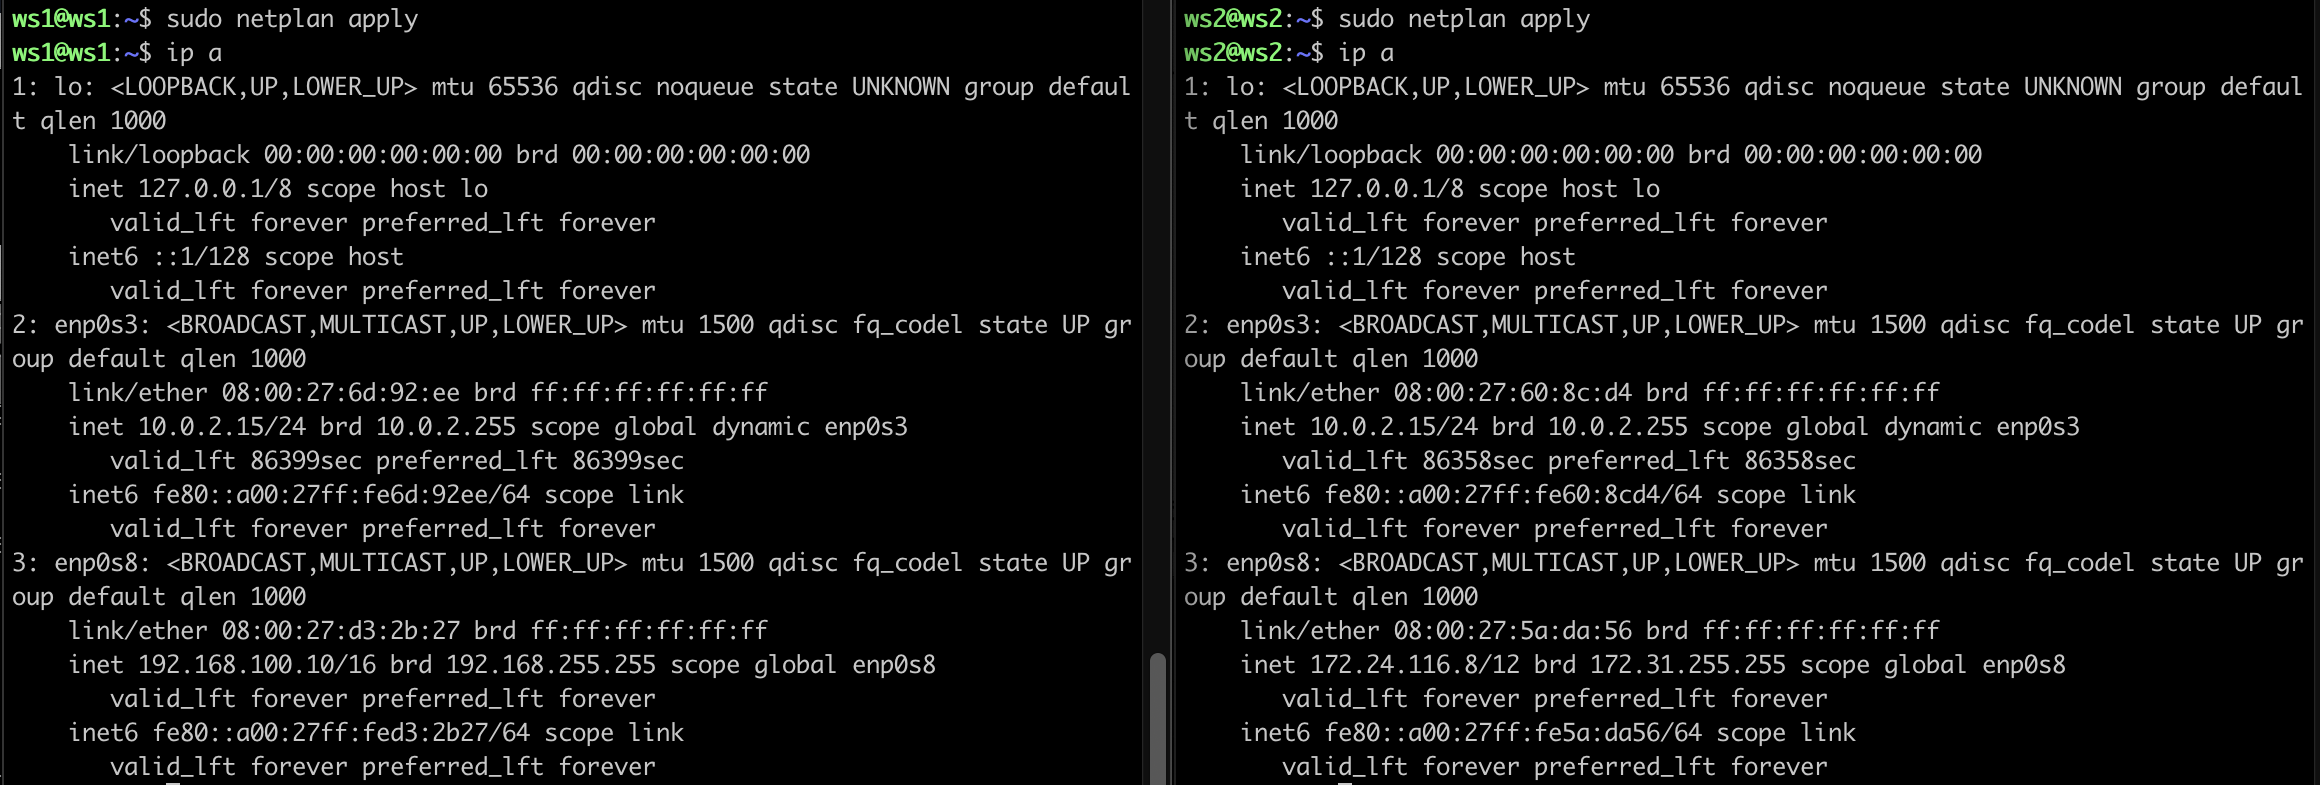 ws1@ws1:~$ sudo netplan apply
ws1@ws1:~$ ip a
1: lo: <LOOPBACK,UP,LOWER_UP> mtu 65536 qdisc noqueue state UNKNOWN group defaul
t qlen 1000
    link/loopback 00:00:00:00:00:00 brd 00:00:00:00:00:00
    inet 127.0.0.1/8 scope host lo
       valid_lft forever preferred_lft forever
    inet6 ::1/128 scope host
       valid_lft forever preferred_lft forever
2: enp0s3: <BROADCAST,MULTICAST,UP,LOWER_UP> mtu 1500 qdisc fq_codel state UP gr
oup default qlen 1000
    link/ether 08:00:27:6d:92:ee brd ff:ff:ff:ff:ff:ff
    inet 10.0.2.15/24 brd 10.0.2.255 scope global dynamic enp0s3
       valid_lft 86399sec preferred_lft 86399sec
    inet6 fe80::a00:27ff:fe6d:92ee/64 scope link
       valid_lft forever preferred_lft forever
3: enp0s8: <BROADCAST,MULTICAST,UP,LOWER_UP> mtu 1500 qdisc fq_codel state UP gr
oup default qlen 1000
    link/ether 08:00:27:d3:2b:27 brd ff:ff:ff:ff:ff:ff
    inet 192.168.100.10/16 brd 192.168.255.255 scope global enp0s8
       valid_lft forever preferred_lft forever
    inet6 fe80::a00:27ff:fed3:2b27/64 scope link
       valid_lft forever preferred_lft forever
ws2@ws2:~$ sudo netplan apply
ws2@ws2:~$ ip a
1: lo: <LOOPBACK,UP,LOWER_UP> mtu 65536 qdisc noqueue state UNKNOWN group defaul
t qlen 1000
    link/loopback 00:00:00:00:00:00 brd 00:00:00:00:00:00
    inet 127.0.0.1/8 scope host lo
       valid_lft forever preferred_lft forever
    inet6 ::1/128 scope host
       valid_lft forever preferred_lft forever
2: enp0s3: <BROADCAST,MULTICAST,UP,LOWER_UP> mtu 1500 qdisc fq_codel state UP gr
oup default qlen 1000
    link/ether 08:00:27:60:8c:d4 brd ff:ff:ff:ff:ff:ff
    inet 10.0.2.15/24 brd 10.0.2.255 scope global dynamic enp0s3
       valid_lft 86358sec preferred_lft 86358sec
    inet6 fe80::a00:27ff:fe60:8cd4/64 scope link
       valid_lft forever preferred_lft forever
3: enp0s8: <BROADCAST,MULTICAST,UP,LOWER_UP> mtu 1500 qdisc fq_codel state UP gr
oup default qlen 1000
    link/ether 08:00:27:5a:da:56 brd ff:ff:ff:ff:ff:ff
    inet 172.24.116.8/12 brd 172.31.255.255 scope global enp0s8
       valid_lft forever preferred_lft forever
    inet6 fe80::a00:27ff:fe5a:da56/64 scope link
       valid_lft forever preferred_lft forever